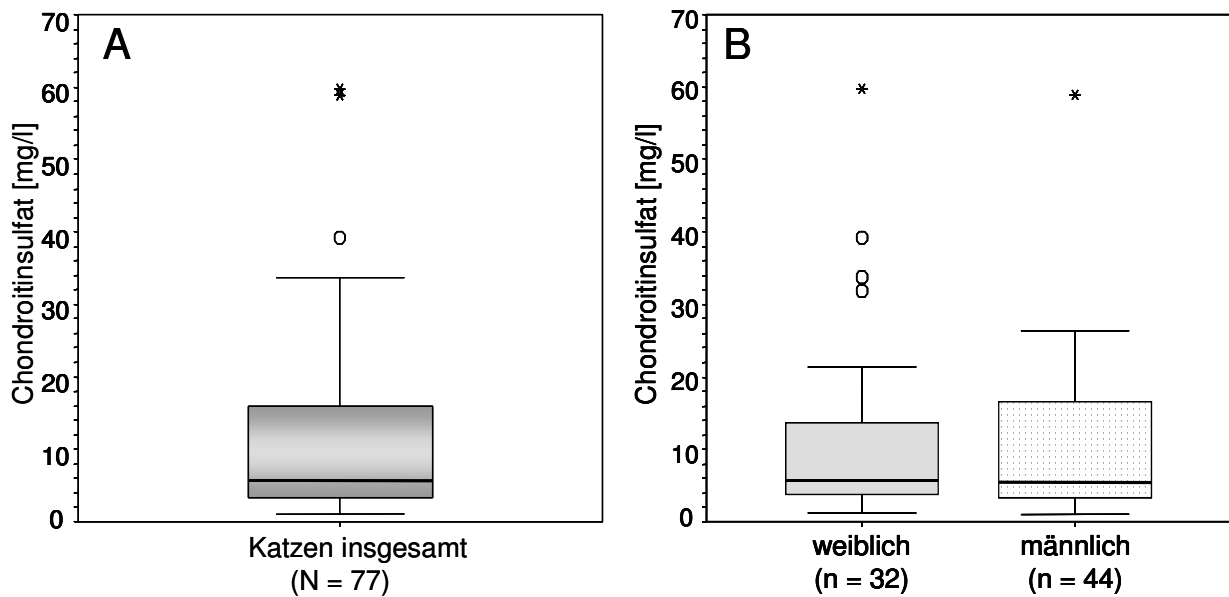 A
Chondroitinsulfat [mg/l]
70
60
50
40
30
20
10
0
Katzen insgesamt
(N = 77)
B
Chondroitinsulfat [mg/l]
70
60
50
40
30
20
10
0
weiblich
(n = 32)
männlich
(n = 44)